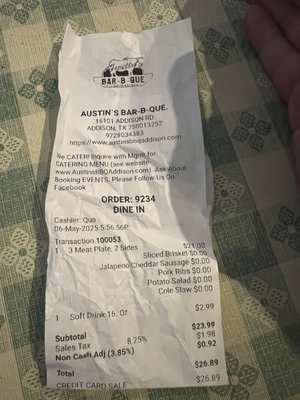 Austin's
BAR-B-QUE
AUSTIN'S BAR-B-QUE.
16101 ADDISON RD
ADDISON, TX 750013252
9728034383
https://www.austinsbbqaddison.com
We CATER! Inquire with Mgmt for
CATERING MENU (see website
www.AustinsBBQAddison.com) Ask About
Booking EVENTS. Please Follow Us On
Facebook
ORDER: 9234
DINE IN
Cashier: Qua
06-May-2025 5:56:56P
Transaction 100053
1 3 Meat Plate, 2 Sides $21.00
Sliced Brisket $0.00
Jalapeno Cheddar Sausage $0.00
Pork Ribs $0.00
Potato Salad $0.00
Cole Slaw $0.00
1 Soft Drink 16. Oz $2.99
Subtotal $23.99
Sales Tax 8.25% $1.98
Non Cash Adj (3.85%) $0.92
Total $26.89
CREDIT CARD SALE $26.89